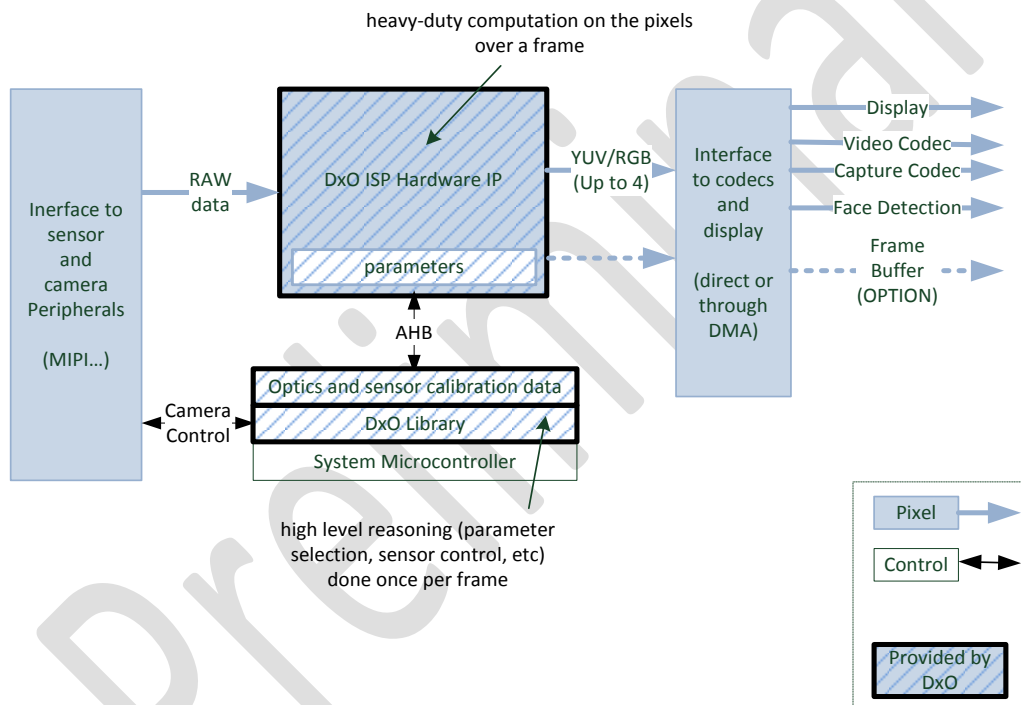 heavy-duty computation on the pixels
over a frame
Inerface to
sensor
and
camera
Peripherals
(MIPI...)
RAW
data
DxO ISP Hardware IP
parameters
YUV/RGB
(Up to 4)
Interface
to codecs
and
display
(direct or
through
DMA)
Display
Video Codec
Capture Codec
Face Detection
Frame
Buffer
(OPTION)
AHB
Optics and sensor calibration data
DxO Library
System Microcontroller
Camera
Control
high level reasoning (parameter
selection, sensor control, etc)
done once per frame
Pixel
Control
Provided by
DxO
Preliminar